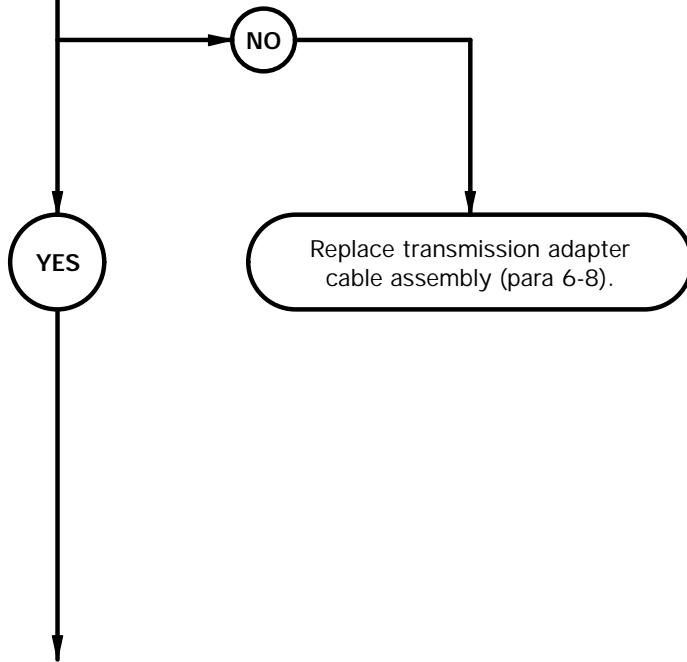 NO
YES
Replace transmission adapter
cable assembly (para 6-8).